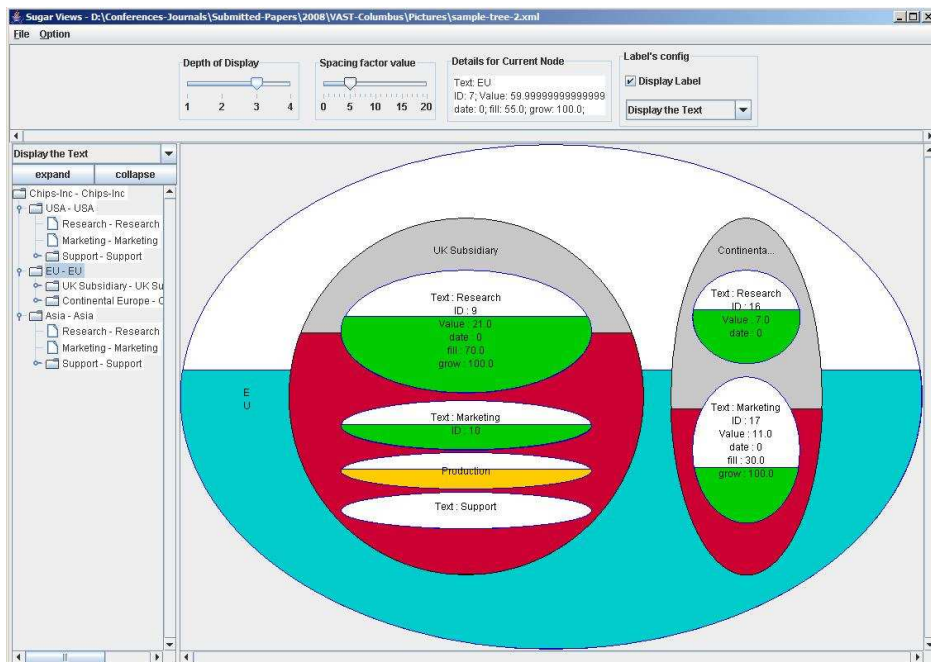 Sugar Views - D:\Conferences-Journals\Submitted-Papers\2008\VAST-Columbus\Pictures\sample-tree-2.xml
File Option
Depth of Display
1 2 3 4
Spacing factor value
0 5 10 15 20
Details for Current Node
Text: EU
ID: 7; Value: 59.99999999999999
date: 0; fill: 55.0; grow: 100.0;
Label's config
Display Label
Display the Text
Display the Text
expand collapse
Chips-Inc - Chips-Inc
USA - USA
Research - Research
Marketing - Marketing
Support - Support
EU - EU
UK Subsidiary - UK Su
Continental Europe - C
Asia - Asia
Research - Research
Marketing - Marketing
Support - Support
E
U
UK Subsidiary
Text : Research
ID : 9
Value : 21.0
date : 0
fill : 70.0
grow : 100.0
Text : Marketing
ID : 10
Production
Text : Support
Continenta...
Text : Research
ID : 16
Value : 7.0
date : 0
Text : Marketing
ID : 17
Value : 11.0
date : 0
fill : 30.0
grow : 100.0